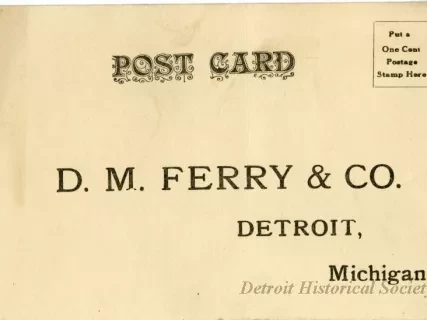 POST CARD
Put a
One Cent
Postage
Stamp Here
D. M. FERRY & CO.
DETROIT,
Michigan
Detroit Historical Society